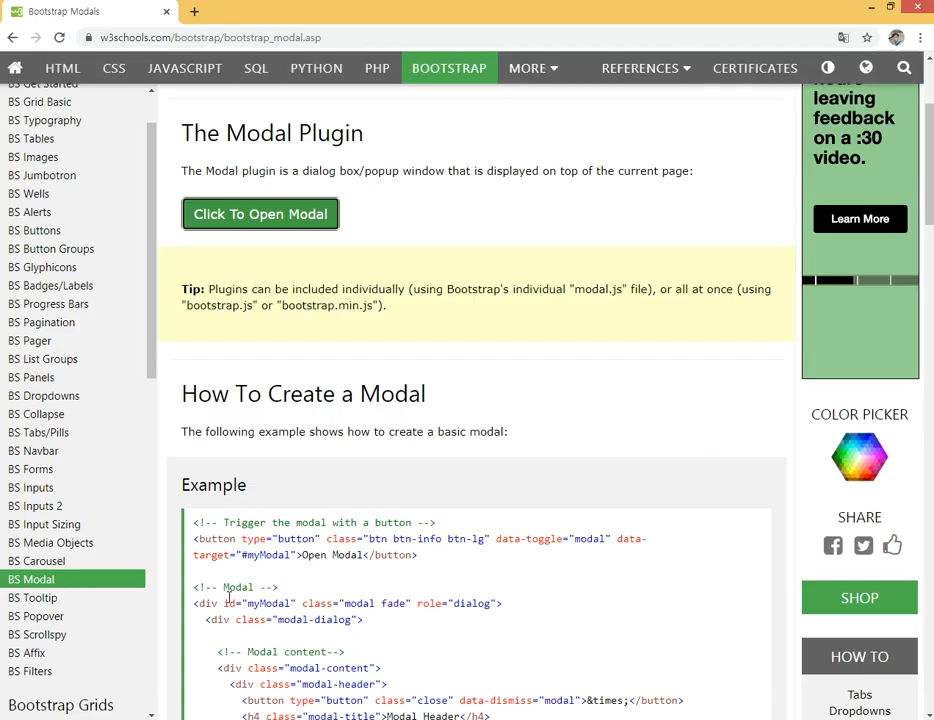 Bootstrap Modals
w3schools.com/bootstrap/bootstrap_modal.asp
HTML CSS JAVASCRIPT SQL PYTHON PHP BOOTSTRAP MORE REFERENCES CERTIFICATES
BS Get Started
BS Grid Basic
BS Typography
BS Tables
BS Images
BS Jumbotron
BS Wells
BS Alerts
BS Buttons
BS Button Groups
BS Glyphicons
BS Badges/Labels
BS Progress Bars
BS Pagination
BS Pager
BS List Groups
BS Panels
BS Dropdowns
BS Collapse
BS Tabs/Pills
BS Navbar
BS Forms
BS Inputs
BS Inputs 2
BS Input Sizing
BS Media Objects
BS Carousel
BS Modal
BS Tooltip
BS Popover
BS Scrollspy
BS Affix
BS Filters
Bootstrap Grids
The Modal Plugin
The Modal plugin is a dialog box/popup window that is displayed on top of the current page:
Click To Open Modal
Tip: Plugins can be included individually (using Bootstrap's individual "modal.js" file), or all at once (using
"bootstrap.js" or "bootstrap.min.js").
How To Create a Modal
The following example shows how to create a basic modal:
Example
<!-- Trigger the modal with a button -->
<button type="button" class="btn btn-info btn-lg" data-toggle="modal" data-
target="#myModal">Open Modal</button>
<!-- Modal -->
<div id="myModal" class="modal fade" role="dialog">
<div class="modal-dialog">
<!-- Modal content-->
<div class="modal-content">
<div class="modal-header">
<button type="button" class="close" data-dismiss="modal">&times;</button>
<h4 class="modal-title">Modal Header</h4>
leaving
feedback
on a :30
video.
Learn More
COLOR PICKER
SHARE
SHOP
HOW TO
Tabs
Dropdowns